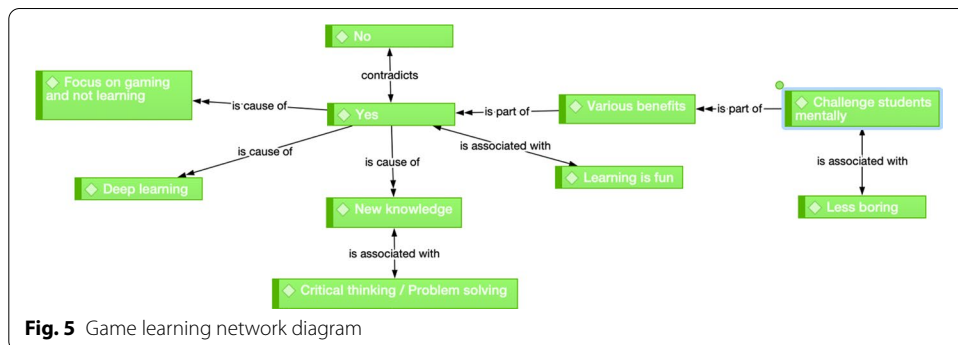 No
contradicts
Focus on gaming
and not learning
is cause of
Yes
is part of
Various benefits
is part of
Challenge students
mentally
is cause of
is cause of
is associated with
is associated with
Deep learning
Learning is fun
New knowledge
Less boring
is associated with
Critical thinking / Problem solving
Fig. 5 Game learning network diagram